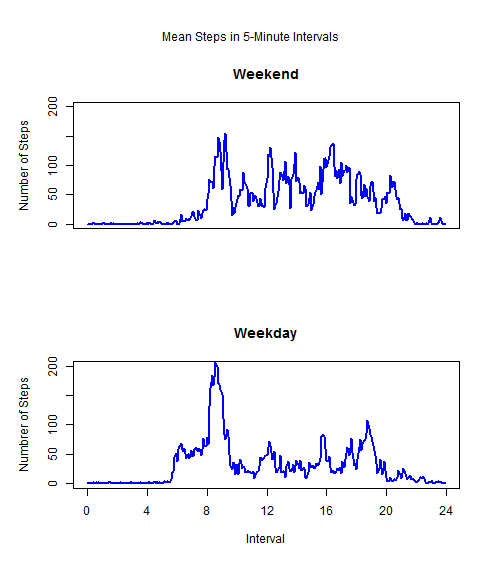 Mean Steps in 5-Minute Intervals
Weekend
Number of Steps
200
100
50
0
Weekday
Numbrer of Steps
200
100
50
0
0 4 8 12 16 20 24
Interval